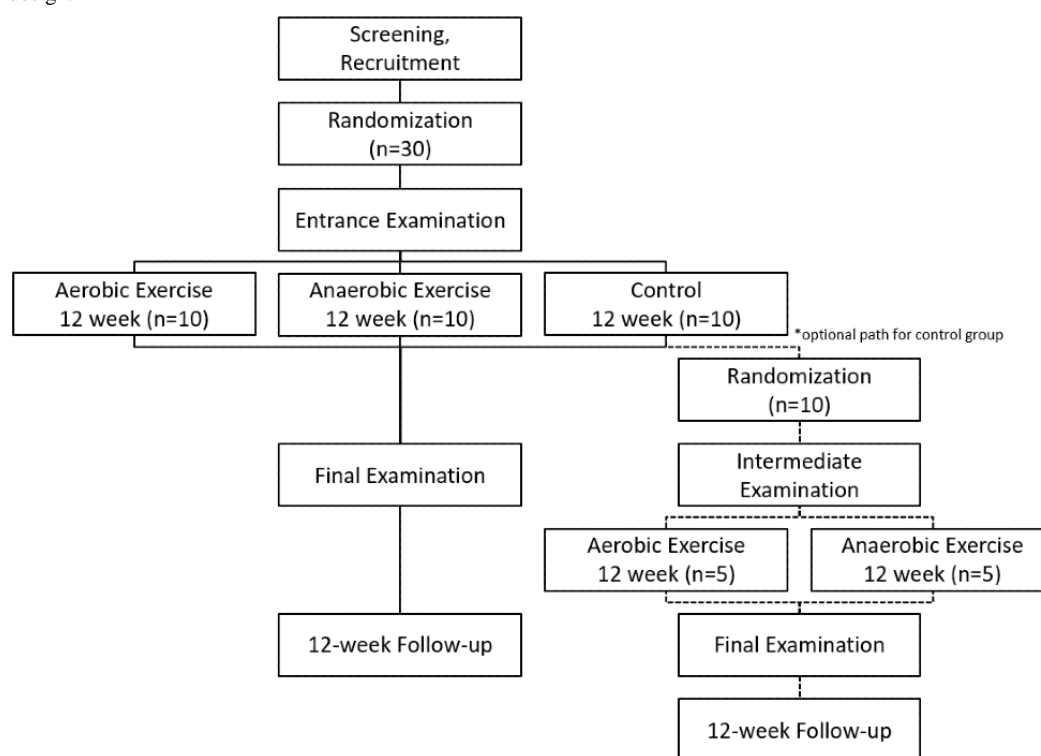 Screening,
Recruitment
Randomization
(n=30)
Entrance Examination
Aerobic Exercise
12 week (n=10)
Anaerobic Exercise
12 week (n=10)
Control
12 week (n=10)
*optional path for control group
Randomization
(n=10)
Final Examination
Intermediate
Examination
Aerobic Exercise
12 week (n=5)
Anaerobic Exercise
12 week (n=5)
12-week Follow-up
Final Examination
12-week Follow-up